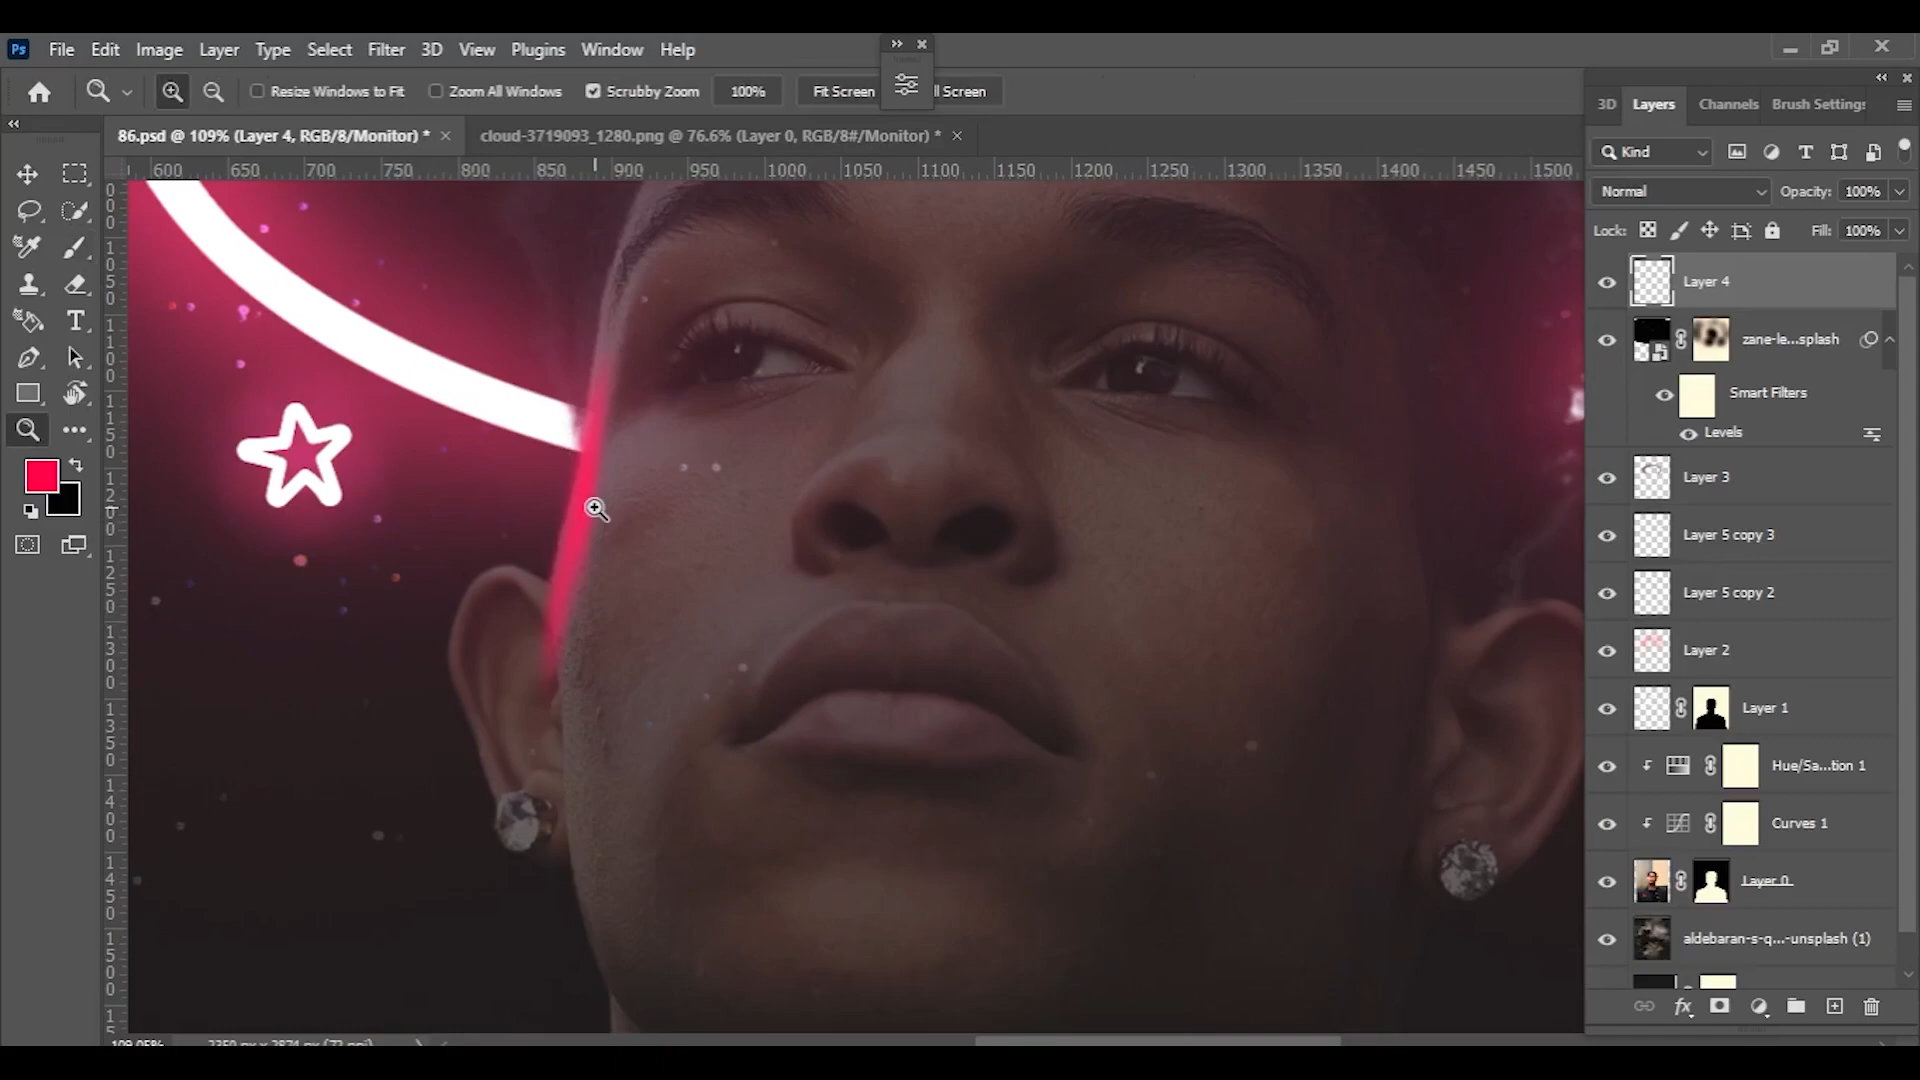 Ps File Edit Image Layer Type Select Filter 3D View Plugins Window Help
Resize Windows to Fit Zoom All Windows Scrubby Zoom 100% Fit Screen ll Screen
86.psd @ 109% (Layer 4, RGB/8/Monitor) * cloud-3719093_1280.png @ 76.6% (Layer 0, RGB/8#/Monitor) *
600 650 700 750 800 850 900 950 1000 1050 1100 1150 1200 1250 1300 1350 1400 1450 1500
3D Layers Channels Brush Settings
Kind
Normal Opacity: 100%
Lock: Fill: 100%
Layer 4
zane-le...splash
Smart Filters
Levels
Layer 3
Layer 5 copy 3
Layer 5 copy 2
Layer 2
Layer 1
Hue/Sa...tion 1
Curves 1
Layer 0
aldebaran-s-q...-unsplash (1)